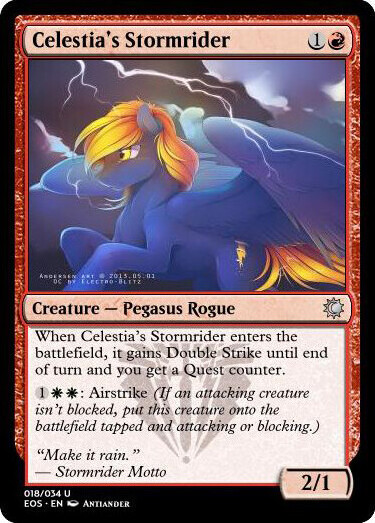 Celestia's Stormrider 1
ANDERSEN ART © 2013.05.01
OC BY ELECTRO-BLITZ
Creature — Pegasus Rogue
When Celestia's Stormrider enters the
battlefield, it gains Double Strike until end
of turn and you get a Quest counter.
1: Airstrike (If an attacking creature
isn't blocked, put this creature onto the
battlefield tapped and attacking or blocking.)
“Make it rain.”
— Stormrider Motto
2/1
018/034 U
EOS • EN ANTIANDER